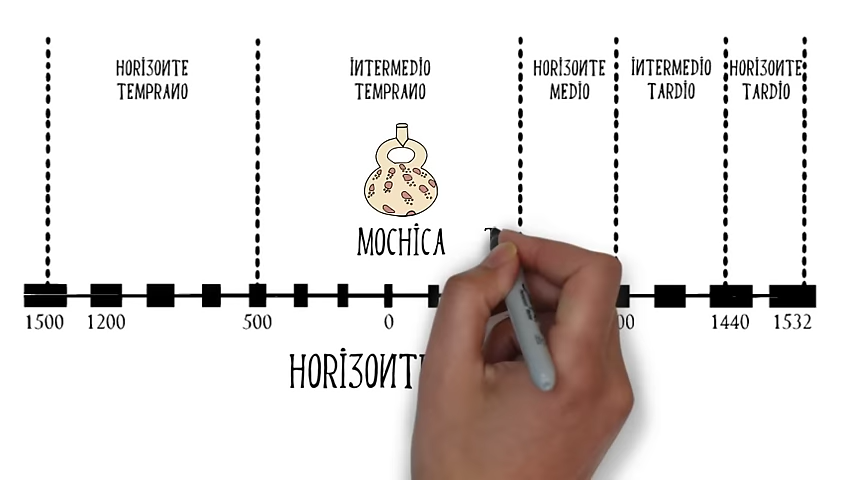 HORIZONTE
TEMPRANO
INTERMEDIO
TEMPRANO
HORIZONTE
MEDIO
INTERMEDIO
TARDIO
HORIZONTE
TARDIO
MOCHICA
1500
1200
500
0
1440
1532